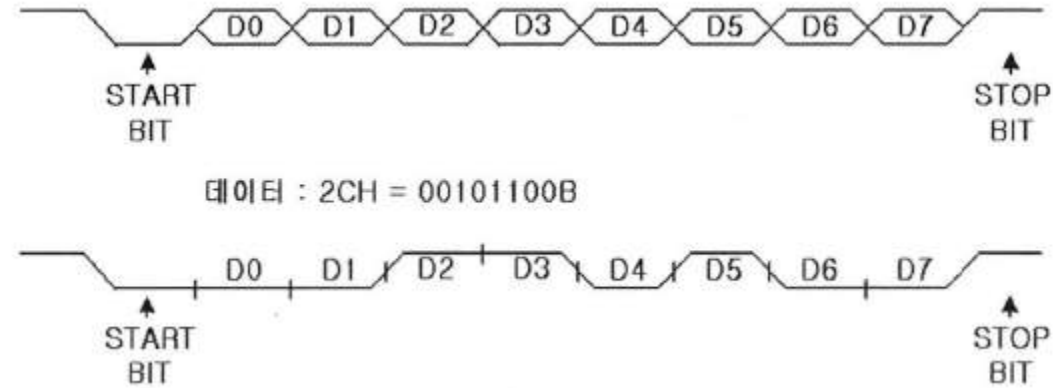 D0 D1 D2 D3 D4 D5 D6 D7
START STOP
BIT BIT
데이터 : 2CH = 00101100B
D0 D1 D2 D3 D4 D5 D6 D7
START STOP
BIT BIT